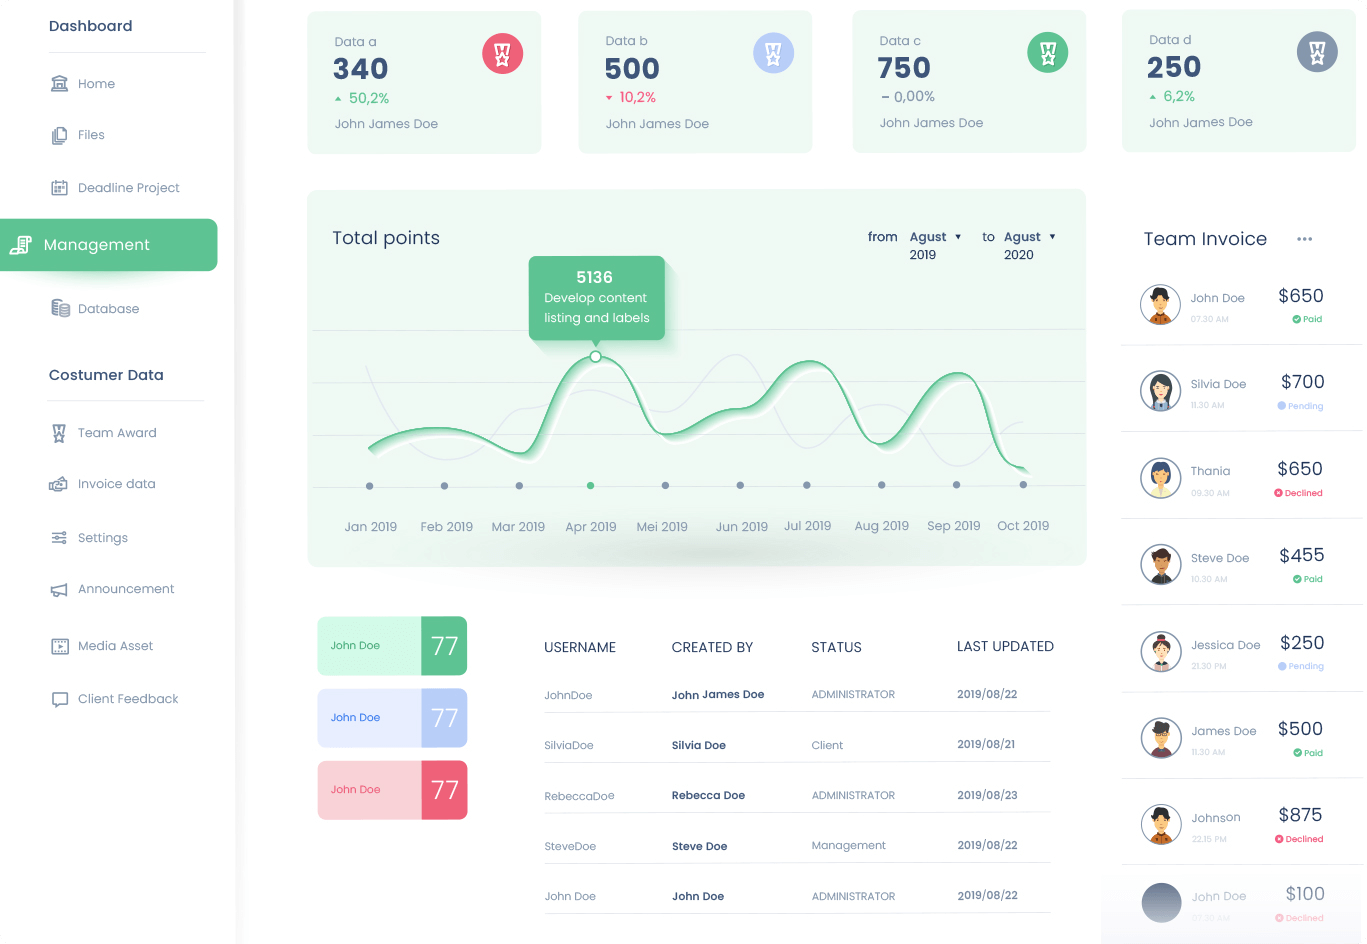 Dashboard
Home
Files
Deadline Project
Management
Database
Costumer Data
Team Award
Invoice data
Settings
Announcement
Media Asset
Client Feedback
Data a
340
50,2%
John James Doe
Data b
500
10,2%
John James Doe
Data c
750
– 0,00%
John James Doe
Data d
250
6,2%
John James Doe
Total points
from Agust 2019 to Agust 2020
5136
Develop content
listing and labels
Jan 2019 Feb 2019 Mar 2019 Apr 2019 Mei 2019 Jun 2019 Jul 2019 Aug 2019 Sep 2019 Oct 2019
John Doe 77
John Doe 77
John Doe 77
USERNAME CREATED BY STATUS LAST UPDATED
JohnDoe John James Doe ADMINISTRATOR 2019/08/22
SilviaDoe Silvia Doe Client 2019/08/21
RebeccaDoe Rebecca Doe ADMINISTRATOR 2019/08/23
SteveDoe Steve Doe Management 2019/08/22
John Doe John Doe ADMINISTRATOR 2019/08/22
Team Invoice
John Doe $650
07.30 AM Paid
Silvia Doe $700
11.30 AM Pending
Thania $650
09.30 AM Declined
Steve Doe $455
10.30 AM Paid
Jessica Doe $250
21.30 PM Pending
James Doe $500
11.30 AM Paid
Johnson $875
22.15 PM Declined
John Doe $100
07.30 AM Declined